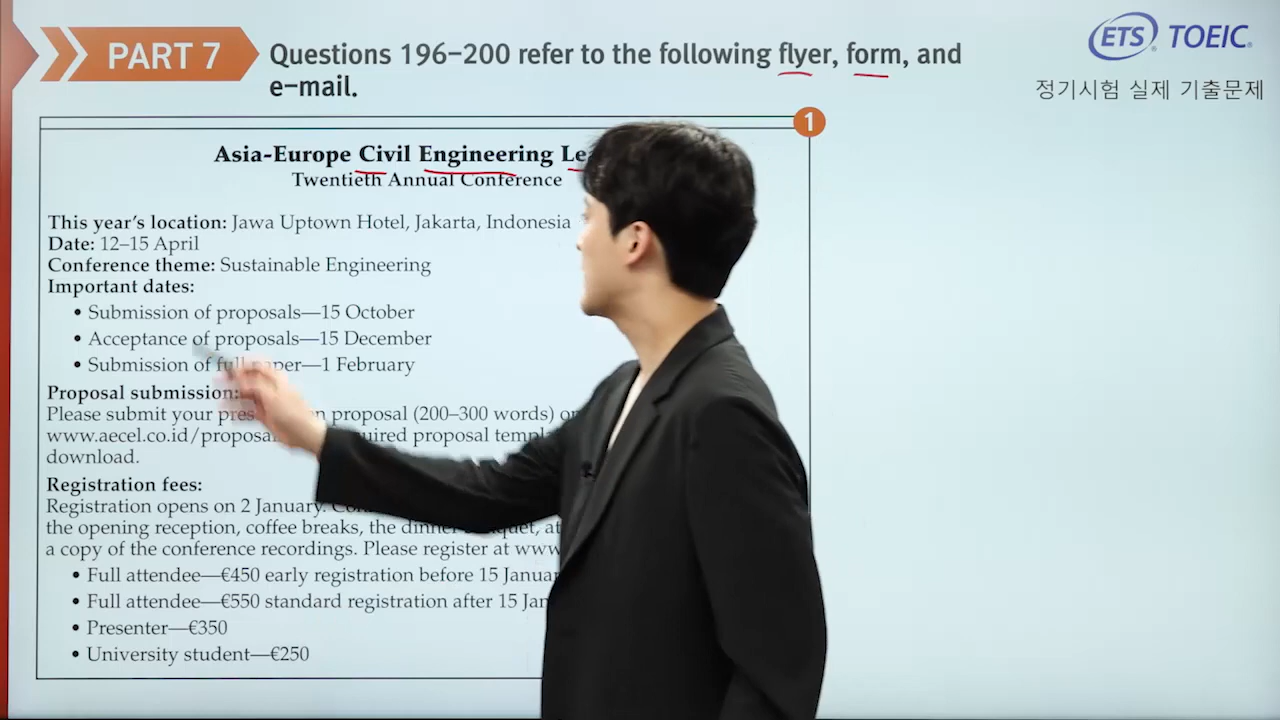 PART 7
Questions 196–200 refer to the following flyer, form, and
e-mail.
ETS® TOEIC®
정기시험 실제 기출문제
1
Asia-Europe Civil Engineering
Twentieth Annual Conference
This year's location: Jawa Uptown Hotel, Jakarta, Indonesia
Date: 12–15 April
Conference theme: Sustainable Engineering
Important dates:
• Submission of proposals—15 October
• Acceptance of proposals—15 December
• Submission of full paper—1 February
Proposal submission:
Please submit your proposal (200–300 words)
www.aecel.co.id/proposal proposal
download.
Registration fees:
Registration opens on 2 January.
the opening reception, coffee breaks, the dinner
a copy of the conference recordings. Please register at www
• Full attendee—€450 early registration before 15
• Full attendee—€550 standard registration after 15
• Presenter—€350
• University student—€250